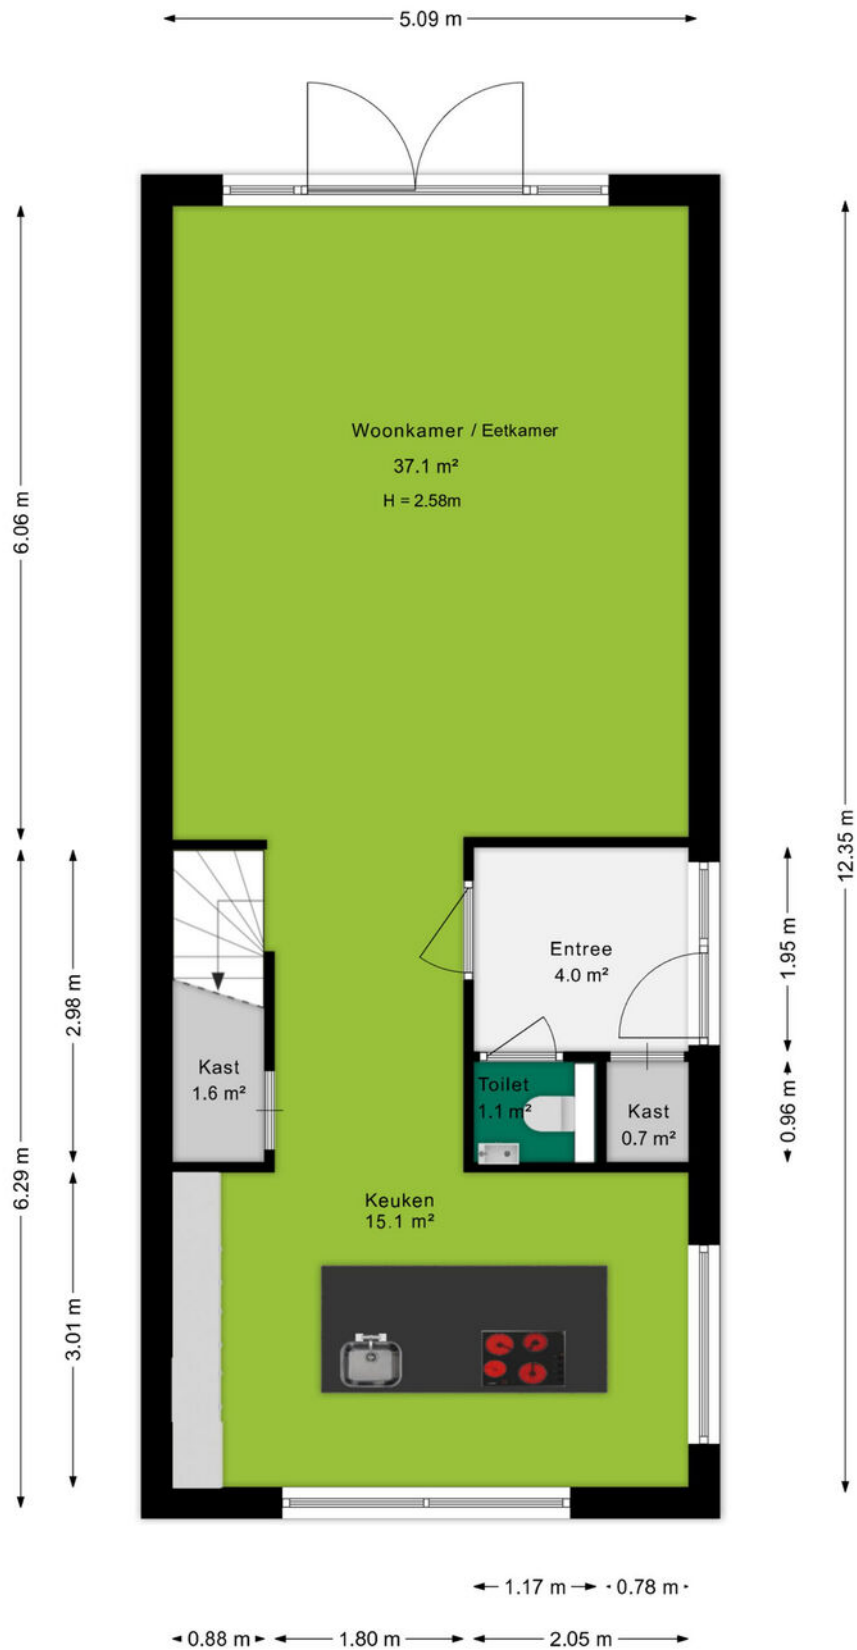 5.09 m
Woonkamer / Eetkamer
37.1 m²
H = 2.58m
6.06 m
12.35 m
Entree
4.0 m²
1.95 m
2.98 m
Kast
1.6 m²
Toilet
1.1 m²
Kast
0.7 m²
0.96 m
6.29 m
Keuken
15.1 m²
3.01 m
1.17 m
0.78 m
0.88 m
1.80 m
2.05 m